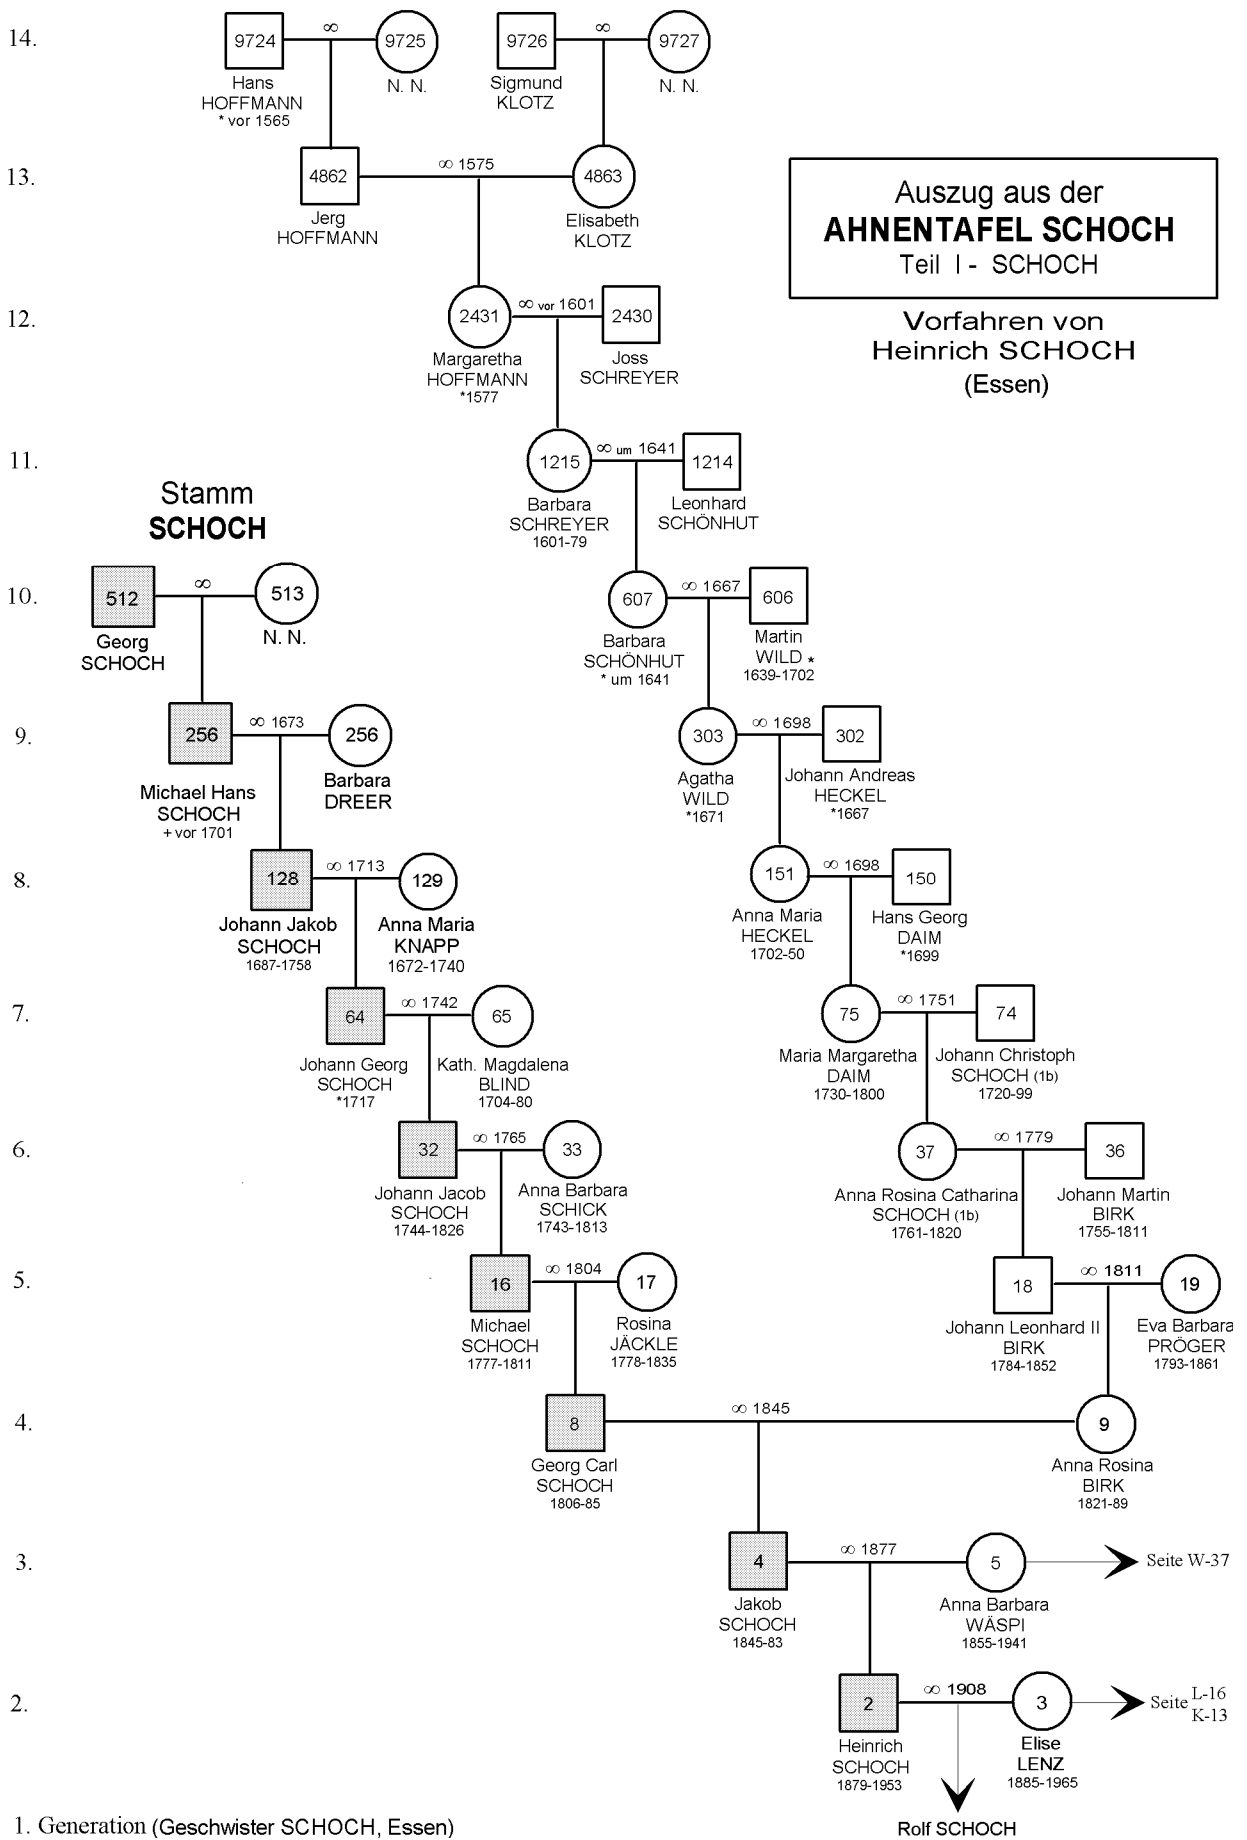 14.
∞
∞
9724
9725
9726
9727
Hans
HOFFMANN
* vor 1565
N. N.
Sigmund
KLOTZ
N. N.
13.
∞ 1575
4862
4863
Jerg
HOFFMANN
Elisabeth
KLOTZ
Auszug aus der
AHNENTAFEL SCHOCH
Teil I - SCHOCH
Vorfahren von
Heinrich SCHOCH
(Essen)
12.
∞ vor 1601
2431
2430
Margaretha
HOFFMANN
*1577
Joss
SCHREYER
11.
∞ um 1641
1215
1214
Barbara
SCHREYER
1601-79
Leonhard
SCHÖNHUT
Stamm
SCHOCH
10.
∞
512
513
Georg
SCHOCH
N. N.
∞ 1667
607
606
Barbara
SCHÖNHUT
* um 1641
Martin
WILD *
1639-1702
9.
∞ 1673
256
256
Michael Hans
SCHOCH
+ vor 1701
Barbara
DREER
∞ 1698
303
302
Agatha
WILD
*1671
Johann Andreas
HECKEL
*1667
8.
∞ 1713
128
129
Johann Jakob
SCHOCH
1687-1758
Anna Maria
KNAPP
1672-1740
∞ 1698
151
150
Anna Maria
HECKEL
1702-50
Hans Georg
DAIM
*1699
7.
∞ 1742
64
65
Johann Georg
SCHOCH
*1717
Kath. Magdalena
BLIND
1704-80
∞ 1751
75
74
Maria Margaretha
DAIM
1730-1800
Johann Christoph
SCHOCH (1b)
1720-99
6.
∞ 1765
32
33
Johann Jacob
SCHOCH
1744-1826
Anna Barbara
SCHICK
1743-1813
∞ 1779
37
36
Anna Rosina Catharina
SCHOCH (1b)
1761-1820
Johann Martin
BIRK
1755-1811
5.
∞ 1804
16
17
Michael
SCHOCH
1777-1811
Rosina
JÄCKLE
1778-1835
∞ 1811
18
19
Johann Leonhard II
BIRK
1784-1852
Eva Barbara
PRÖGER
1793-1861
4.
∞ 1845
8
9
Georg Carl
SCHOCH
1806-85
Anna Rosina
BIRK
1821-89
3.
∞ 1877
4
5
Seite W-37
Jakob
SCHOCH
1845-83
Anna Barbara
WÄSPI
1855-1941
2.
∞ 1908
2
3
Seite L-16
K-13
Heinrich
SCHOCH
1879-1953
Elise
LENZ
1885-1965
1. Generation (Geschwister SCHOCH, Essen)
Rolf SCHOCH